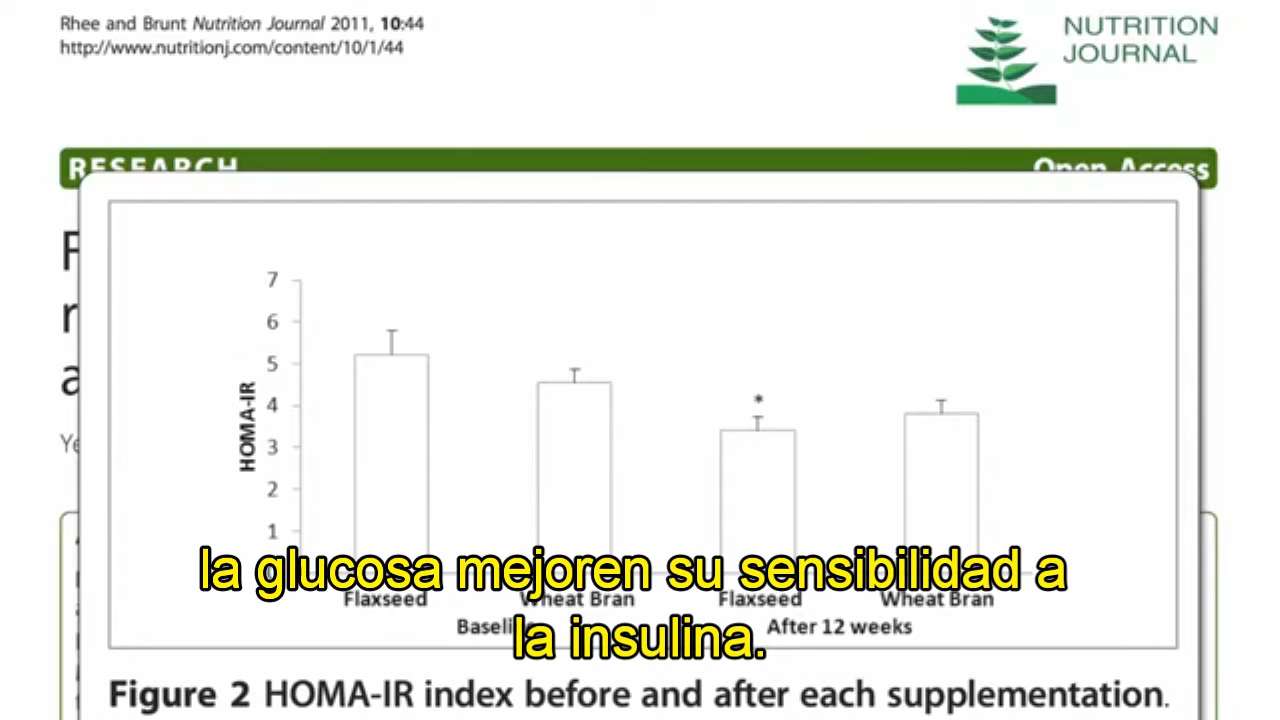 Rhee and Brunt Nutrition Journal 2011, 10:44
http://www.nutritionj.com/content/10/1/44
NUTRITION
JOURNAL
RESEARCH
Open Access
7
6
5
4
3
2
1
HOMA-IR
*
Flaxseed Wheat Bran Flaxseed Wheat Bran
Baseline After 12 weeks
la glucosa mejoren su sensibilidad a
la insulina.
Figure 2 HOMA-IR index before and after each supplementation.